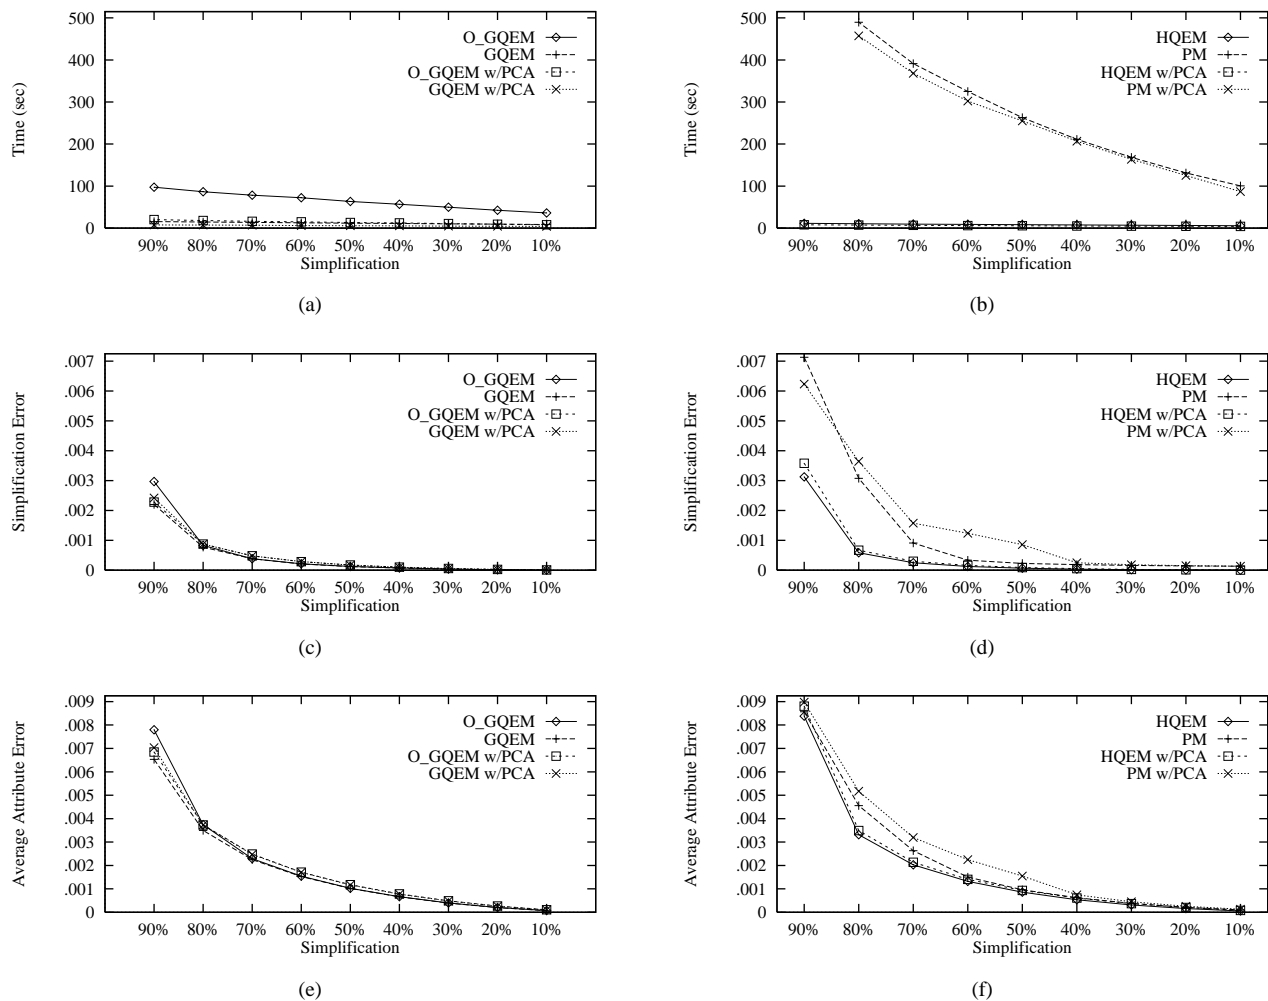 500
400
300
200
100
0
Time (sec)
O_GQEM
GQEM
O_GQEM w/PCA
GQEM w/PCA
90% 80% 70% 60% 50% 40% 30% 20% 10%
Simplification
(a)
500
400
300
200
100
0
Time (sec)
HQEM
PM
HQEM w/PCA
PM w/PCA
90% 80% 70% 60% 50% 40% 30% 20% 10%
Simplification
(b)
.007
.006
.005
.004
.003
.002
.001
0
Simplification Error
O_GQEM
GQEM
O_GQEM w/PCA
GQEM w/PCA
90% 80% 70% 60% 50% 40% 30% 20% 10%
Simplification
(c)
.007
.006
.005
.004
.003
.002
.001
0
Simplification Error
HQEM
PM
HQEM w/PCA
PM w/PCA
90% 80% 70% 60% 50% 40% 30% 20% 10%
Simplification
(d)
.009
.008
.007
.006
.005
.004
.003
.002
.001
0
Average Attribute Error
O_GQEM
GQEM
O_GQEM w/PCA
GQEM w/PCA
90% 80% 70% 60% 50% 40% 30% 20% 10%
Simplification
(e)
.009
.008
.007
.006
.005
.004
.003
.002
.001
0
Average Attribute Error
HQEM
PM
HQEM w/PCA
PM w/PCA
90% 80% 70% 60% 50% 40% 30% 20% 10%
Simplification
(f)